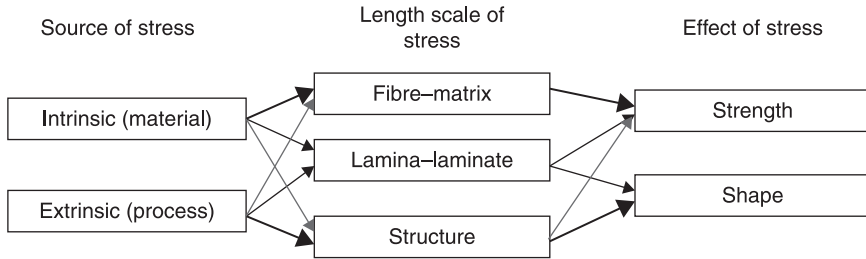 Source of stress
Length scale of
stress
Effect of stress
Intrinsic (material)
Extrinsic (process)
Fibre–matrix
Lamina–laminate
Structure
Strength
Shape